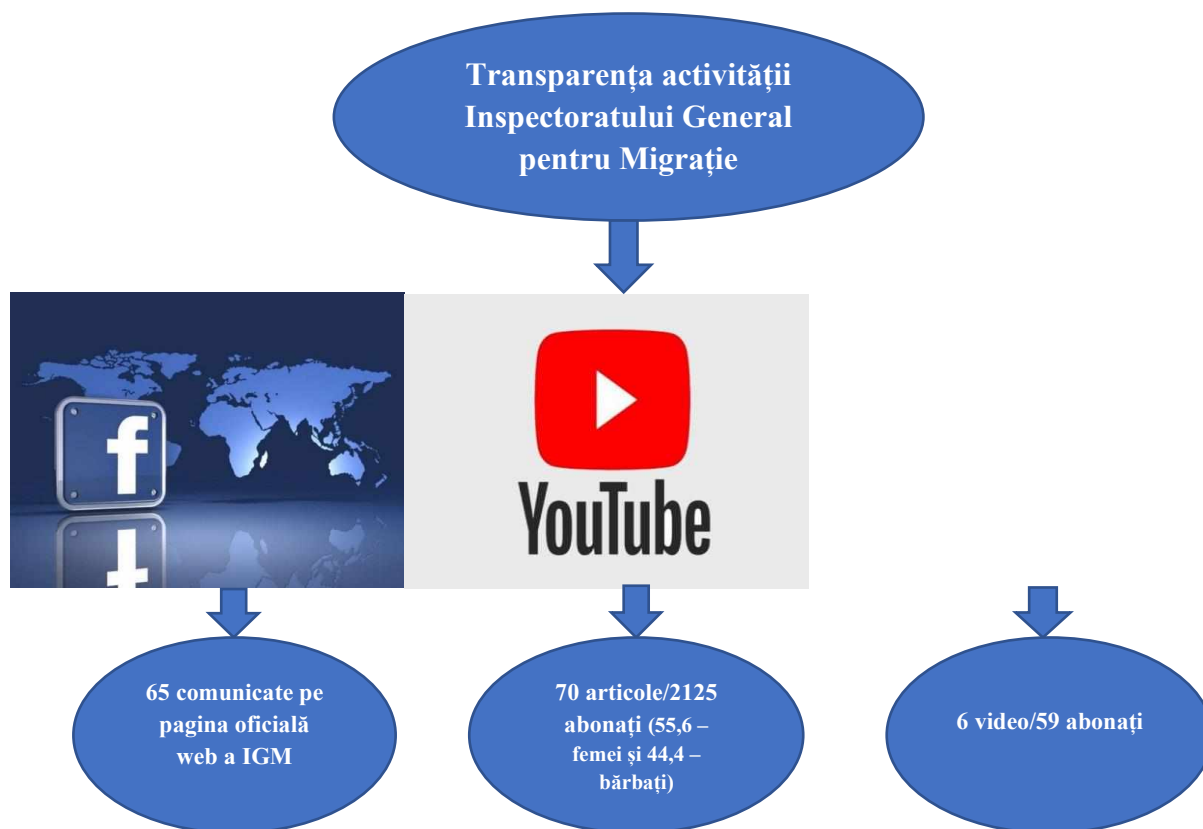 Transparența activității
Inspectoratului General
pentru Migrație
f
f
YouTube
65 comunicate pe
pagina oficială
web a IGM
70 articole/2125
abonați (55,6 –
femei și 44,4 –
bărbați)
6 video/59 abonați